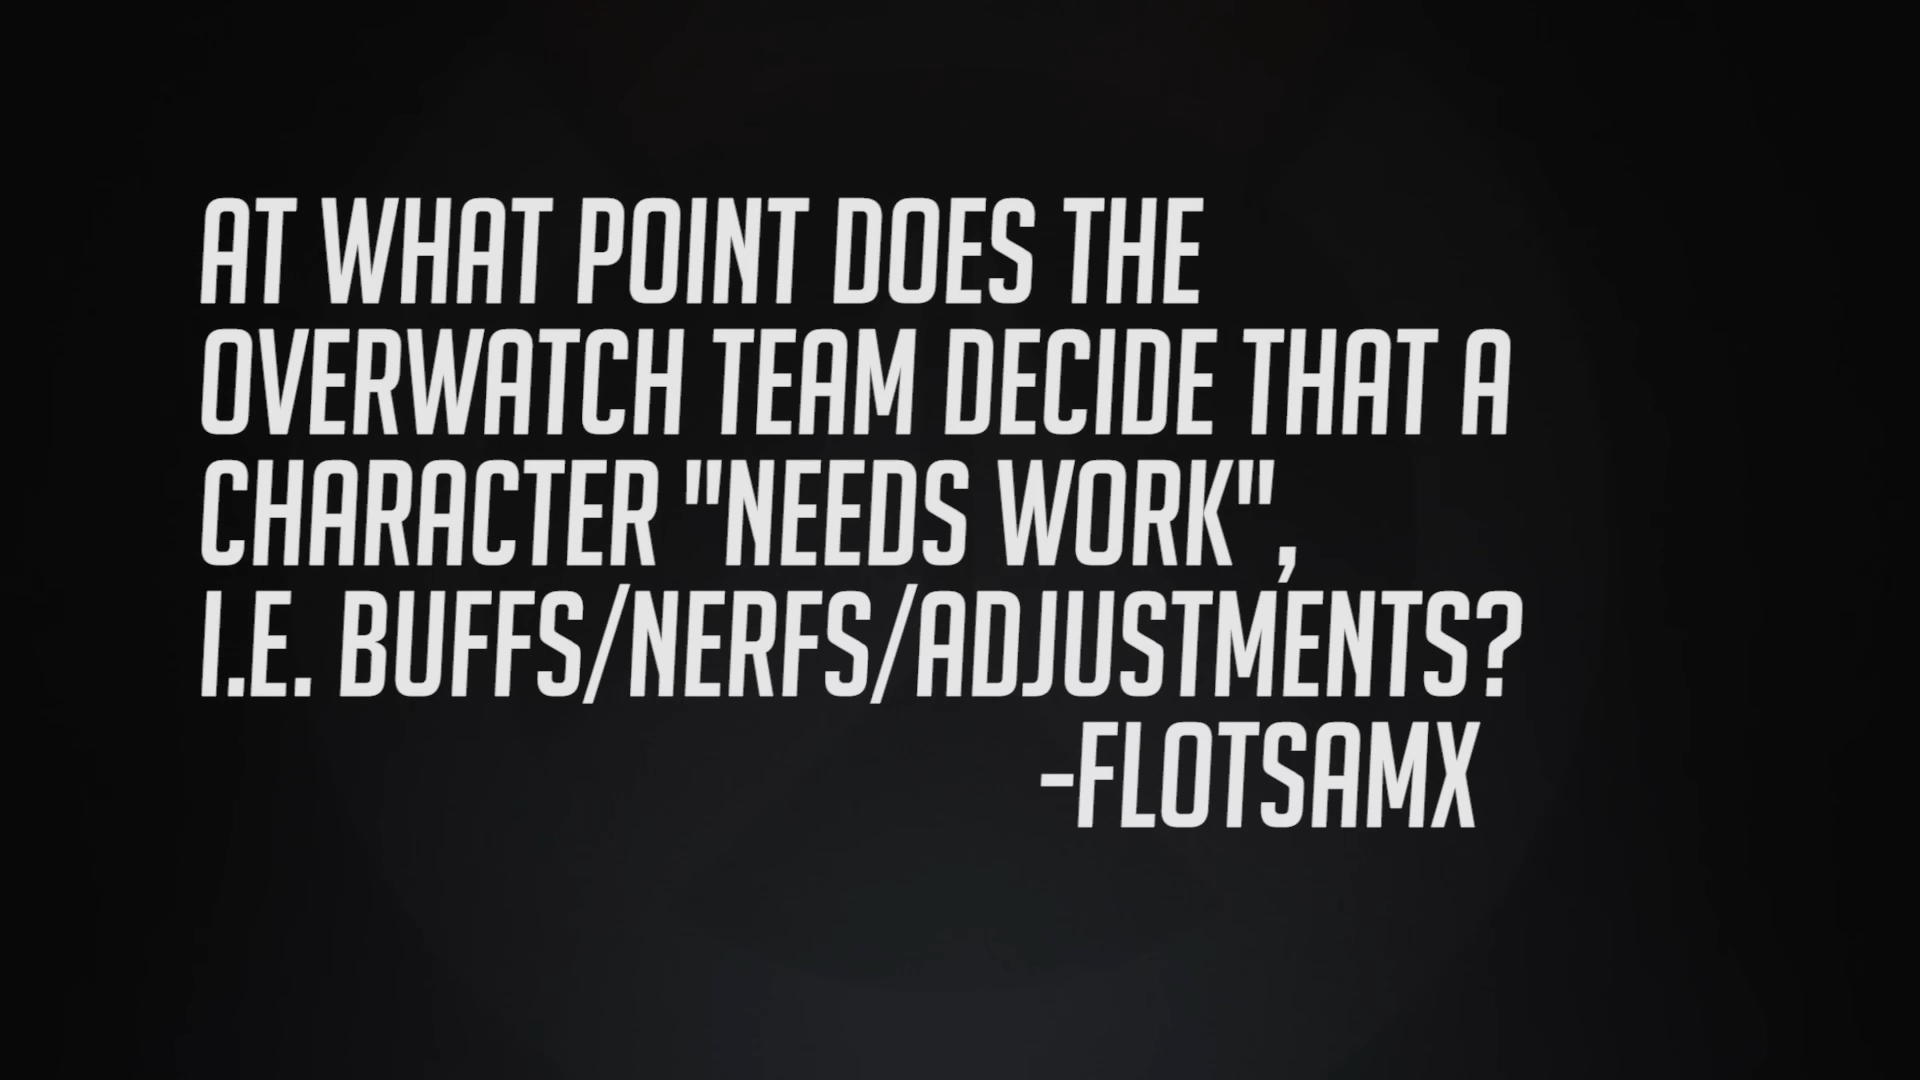 AT WHAT POINT DOES THE
OVERWATCH TEAM DECIDE THAT A
CHARACTER "NEEDS WORK",
I.E. BUFFS/NERFS/ADJUSTMENTS?
-FLOTSAMX